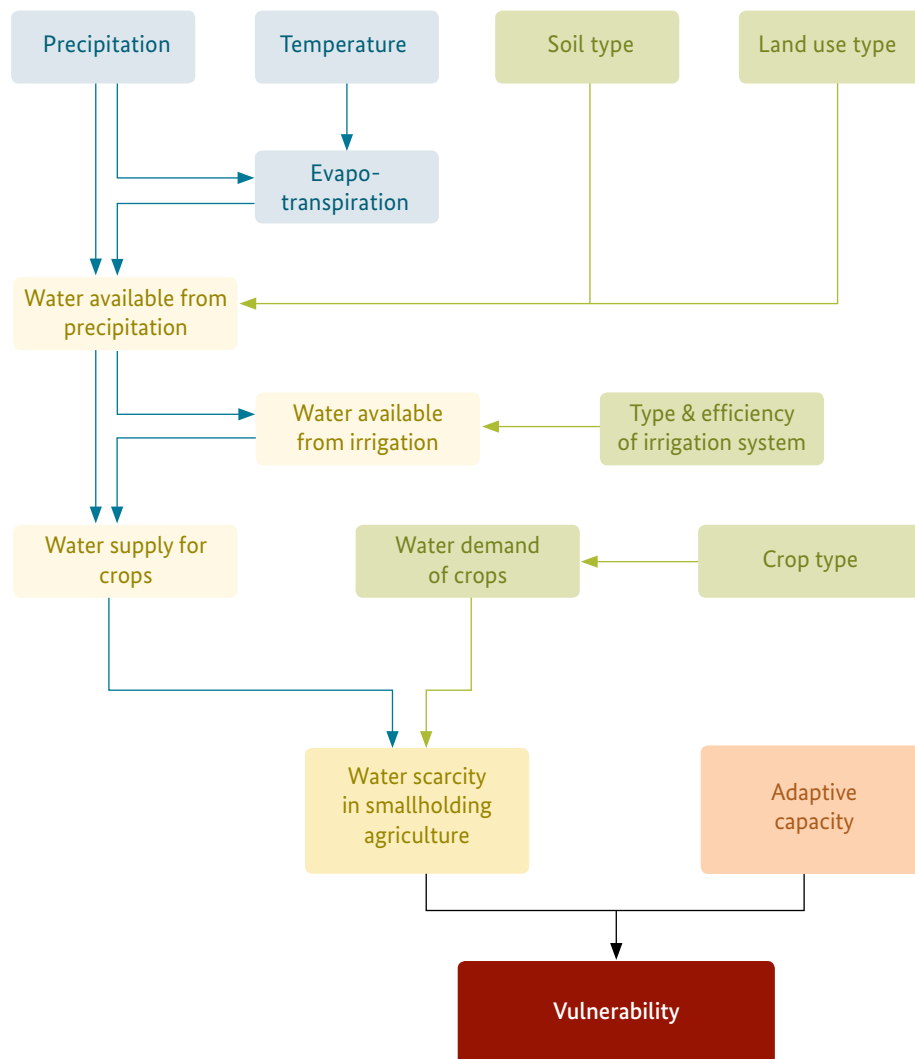 Precipitation
Temperature
Soil type
Land use type
Evapo-
transpiration
Water available from
precipitation
Water available
from irrigation
Type & efficiency
of irrigation system
Water supply for
crops
Water demand
of crops
Crop type
Water scarcity
in smallholding
agriculture
Adaptive
capacity
Vulnerability